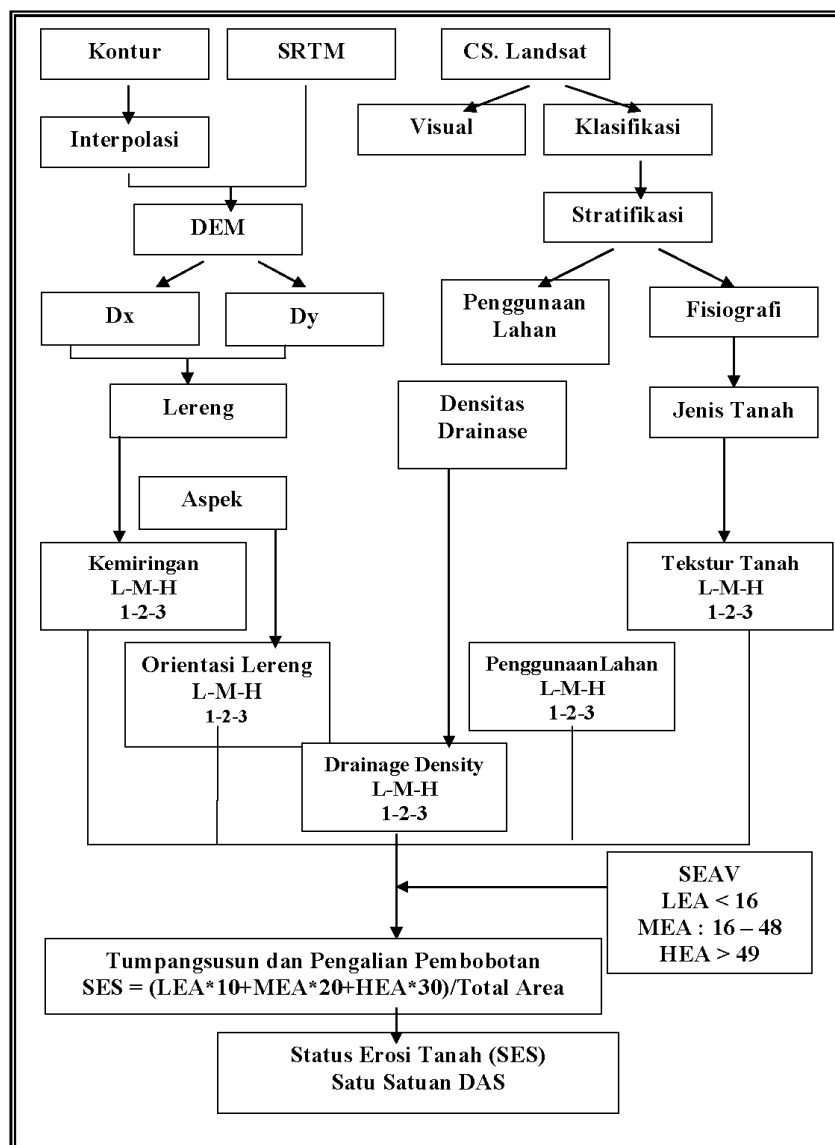 Kontur
SRTM
CS. Landsat
Visual
Klasifikasi
Interpolasi
Stratifikasi
DEM
Penggunaan
Lahan
Fisiografi
Dx
Dy
Lereng
Densitas
Drainase
Jenis Tanah
Aspek
Kemiringan
L-M-H
1-2-3
Tekstur Tanah
L-M-H
1-2-3
Orientasi Lereng
L-M-H
1-2-3
PenggunaanLahan
L-M-H
1-2-3
Drainage Density
L-M-H
1-2-3
SEAV
LEA < 16
MEA : 16 – 48
HEA > 49
Tumpangsusun dan Pengalian Pembobotan
SES = (LEA*10+MEA*20+HEA*30)/Total Area
Status Erosi Tanah (SES)
Satu Satuan DAS